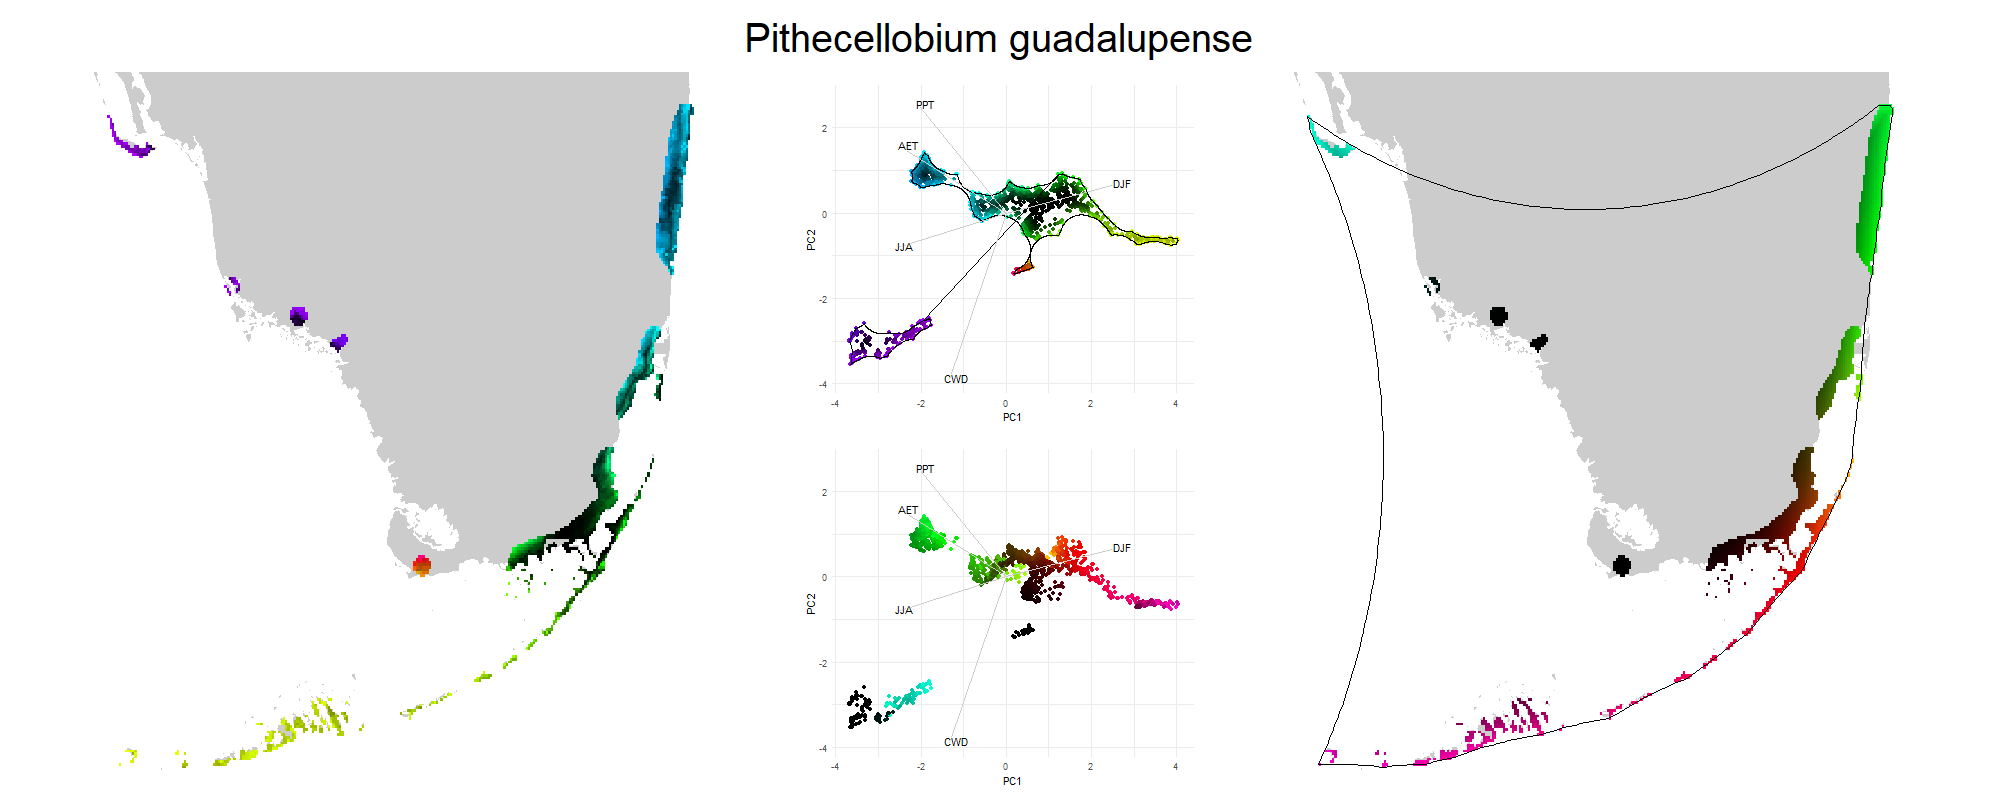 Pithecellobium guadalupense
PPT
AET
DJF
JJA
CWD
2
0
-2
-4
PC2
-4
-2
0
2
4
PC1
PPT
AET
DJF
JJA
CWD
2
0
-2
-4
PC2
-4
-2
0
2
4
PC1